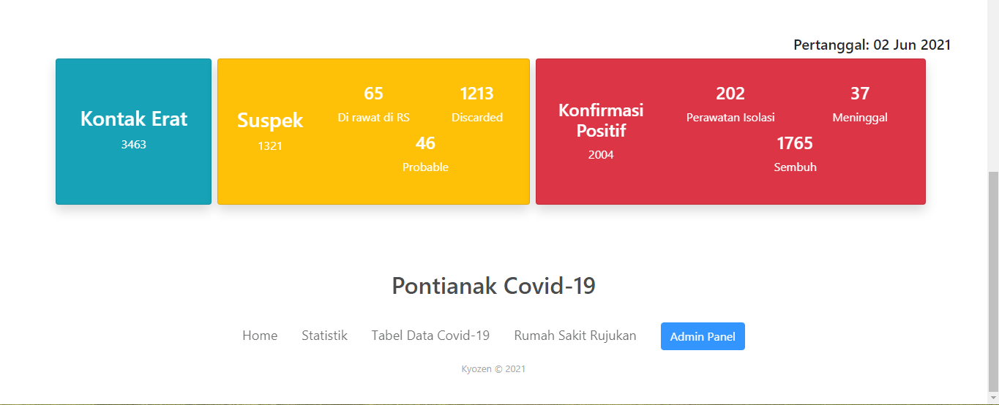 Pertanggal: 02 Jun 2021
Kontak Erat
3463
Suspek
1321
65
Di rawat di RS
1213
Discarded
46
Probable
Konfirmasi
Positif
2004
202
Perawatan Isolasi
37
Meninggal
1765
Sembuh
Pontianak Covid-19
Home Statistik Tabel Data Covid-19 Rumah Sakit Rujukan Admin Panel
Kyozen © 2021